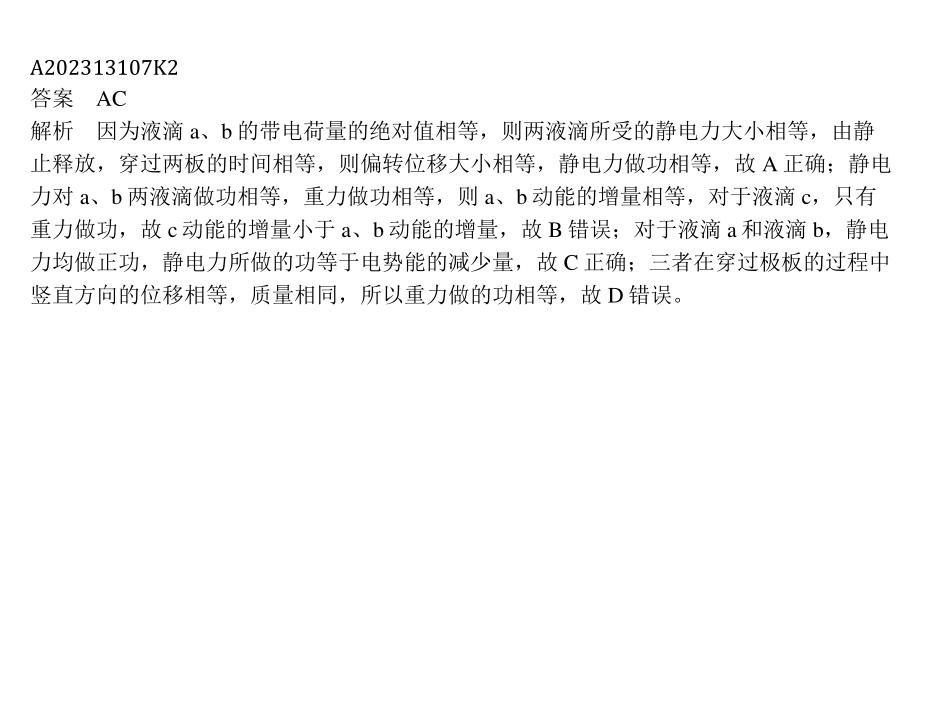 A202313107K2
答案 AC
解析 因为液滴 a、b 的带电荷量的绝对值相等，则两液滴所受的静电力大小相等，由静
止释放，穿过两板的时间相等，则偏转位移大小相等，静电力做功相等，故 A 正确；静电
力对 a、b 两液滴做功相等，重力做功相等，则 a、b 动能的增量相等，对于液滴 c，只有
重力做功，故 c 动能的增量小于 a、b 动能的增量，故 B 错误；对于液滴 a 和液滴 b，静电
力均做正功，静电力所做的功等于电势能的减少量，故 C 正确；三者在穿过极板的过程中
竖直方向的位移相等，质量相同，所以重力做的功相等，故 D 错误。